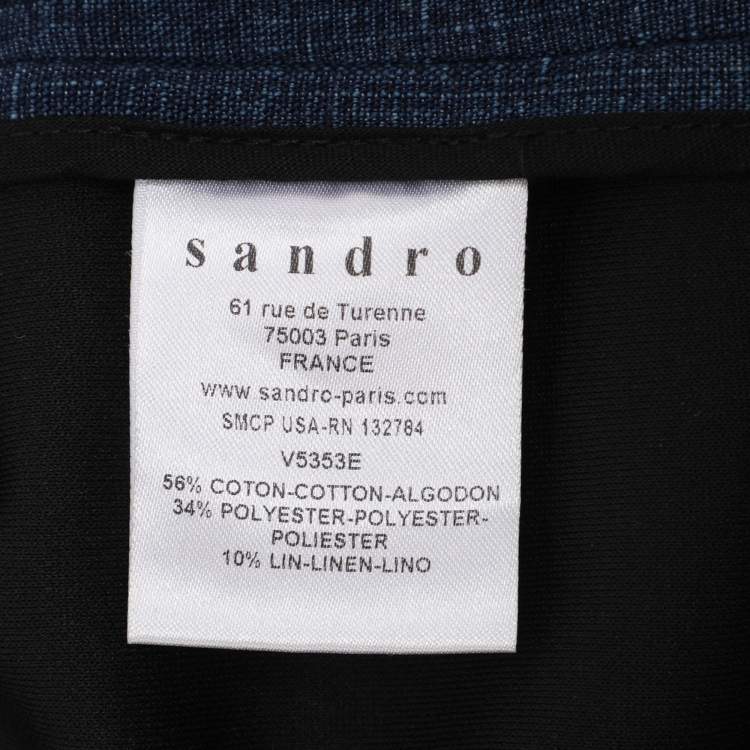 sandro
61 rue de Turenne
75003 Paris
FRANCE
www.sandro-paris.com
SMCP USA-RN 132784
V5353E
56% COTON-COTTON-ALGODON
34% POLYESTER-POLYESTER-
POLIESTER
10% LIN-LINEN-LINO